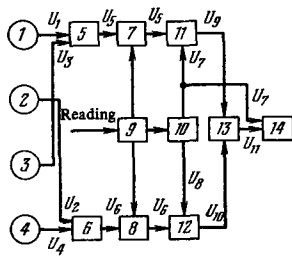 1 U₁ 5 U₅ 7 U₅ 11 U₉
U₃ U₇
2 Reading 9 10 13 U₇ 14
U₁₁
3 U₈
U₂ U₆ U₆ U₁₀
4 U₄ 6 8 12